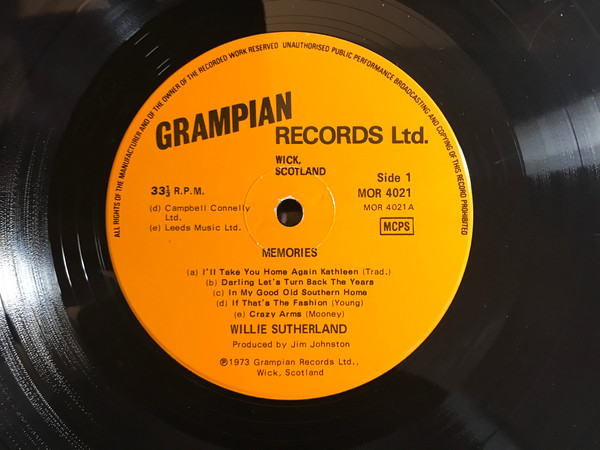 ALL RIGHTS OF THE MANUFACTURER AND OF THE OWNER OF THE RECORDED WORK RESERVED UNAUTHORISED PUBLIC PERFORMANCE BROADCASTING AND COPYING OF THIS RECORD PROHIBITED
GRAMPIAN
RECORDS Ltd.
WICK,
SCOTLAND
33⅓ R.P.M.
Side 1
MOR 4021
MOR 4021A
(d) Campbell Connelly
Ltd.
(e) Leeds Music Ltd.
MCPS
MEMORIES
(a) I'll Take You Home Again Kathleen (Trad.)
(b) Darling Let's Turn Back The Years
(c) In My Good Old Southern Home
(d) If That's The Fashion (Young)
(e) Crazy Arms (Mooney)
WILLIE SUTHERLAND
Produced by Jim Johnston
℗1973 Grampian Records Ltd.,
Wick, Scotland